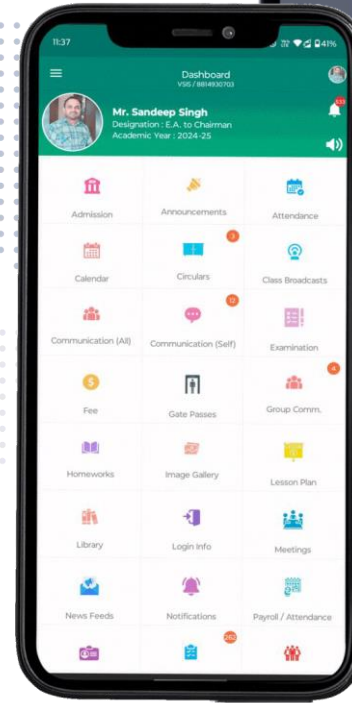 11:37
41%
Dashboard
VSIS / 8814930703
Mr. Sandeep Singh
Designation : E.A. to Chairman
Academic Year : 2024-25
Admission
Announcements
Attendance
3
Calendar
Circulars
Class Broadcasts
12
Communication (All)
Communication (Self)
Examination
4
Fee
Gate Passes
Group Comm.
Homeworks
Image Gallery
Lesson Plan
Library
Login Info
Meetings
News Feeds
Notifications
Payroll / Attendance
262